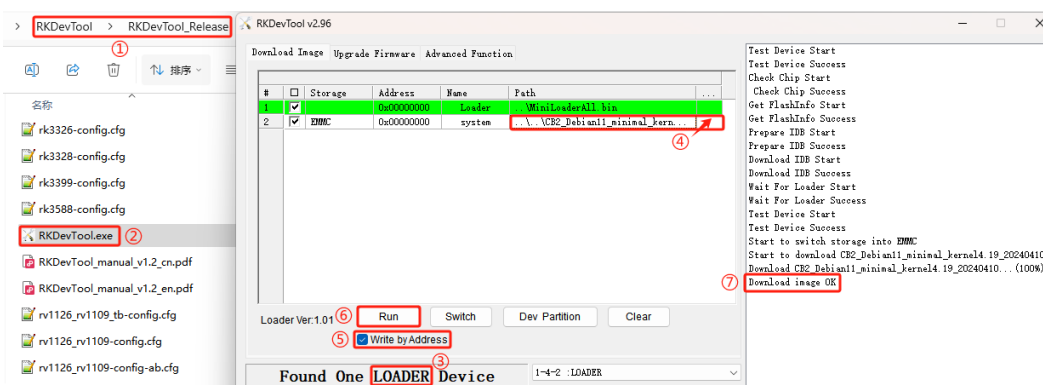 RKDevTool > RKDevTool_Release
①
排序
名称
rk3326-config.cfg
rk3328-config.cfg
rk3399-config.cfg
rk3588-config.cfg
RKDevTool.exe ②
RKDevTool_manual_v1.2_cn.pdf
RKDevTool_manual_v1.2_en.pdf
rv1126_rv1109_tb-config.cfg
rv1126_rv1109-config.cfg
rv1126_rv1109-config-ab.cfg
RKDevTool v2.96
Download Image Upgrade Firmware Advanced Function
# Storage Address Name Path ...
1 0x00000000 Loader ..\MiniLoaderAll.bin
2 EMMC 0x00000000 system ..\..\CB2_Debian11_minimal_kern...
④
Loader Ver:1.01 ⑥ Run Switch Dev Partition Clear
⑤ Write by Address
③
Found One LOADER Device 1-4-2 :LOADER
Test Device Start
Test Device Success
Check Chip Start
Check Chip Success
Get FlashInfo Start
Get FlashInfo Success
Prepare IDB Start
Prepare IDB Success
Download IDB Start
Download IDB Success
Wait For Loader Start
Wait For Loader Success
Test Device Start
Test Device Success
Start to switch storage into EMMC
Start to download CB2_Debian11_minimal_kernel4.19_20240410
Download CB2_Debian11_minimal_kernel4.19_20240410...(100%)
⑦ Download image OK